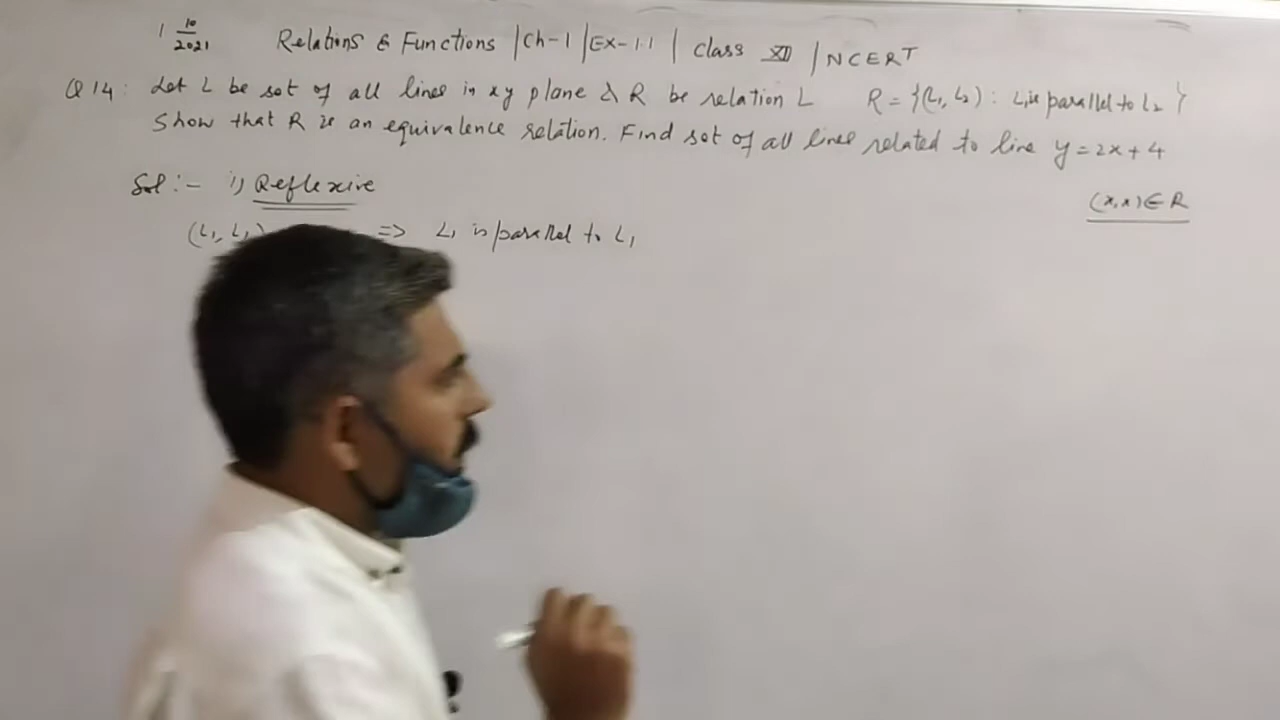 1 10/2021 Relations & Functions | Ch-1 | Ex-1.1 | Class XII | NCERT
Q 14: Let L be set of all lines in xy plane & R be relation L R = {(L₁, L₂) : L₁ is parallel to L₂ }
Show that R is an equivalence relation. Find set of all lines related to line y = 2x + 4
Sol :- i) Reflexive (x,x) ∈ R
(L₁, L₁) => L₁ is parallel to L₁